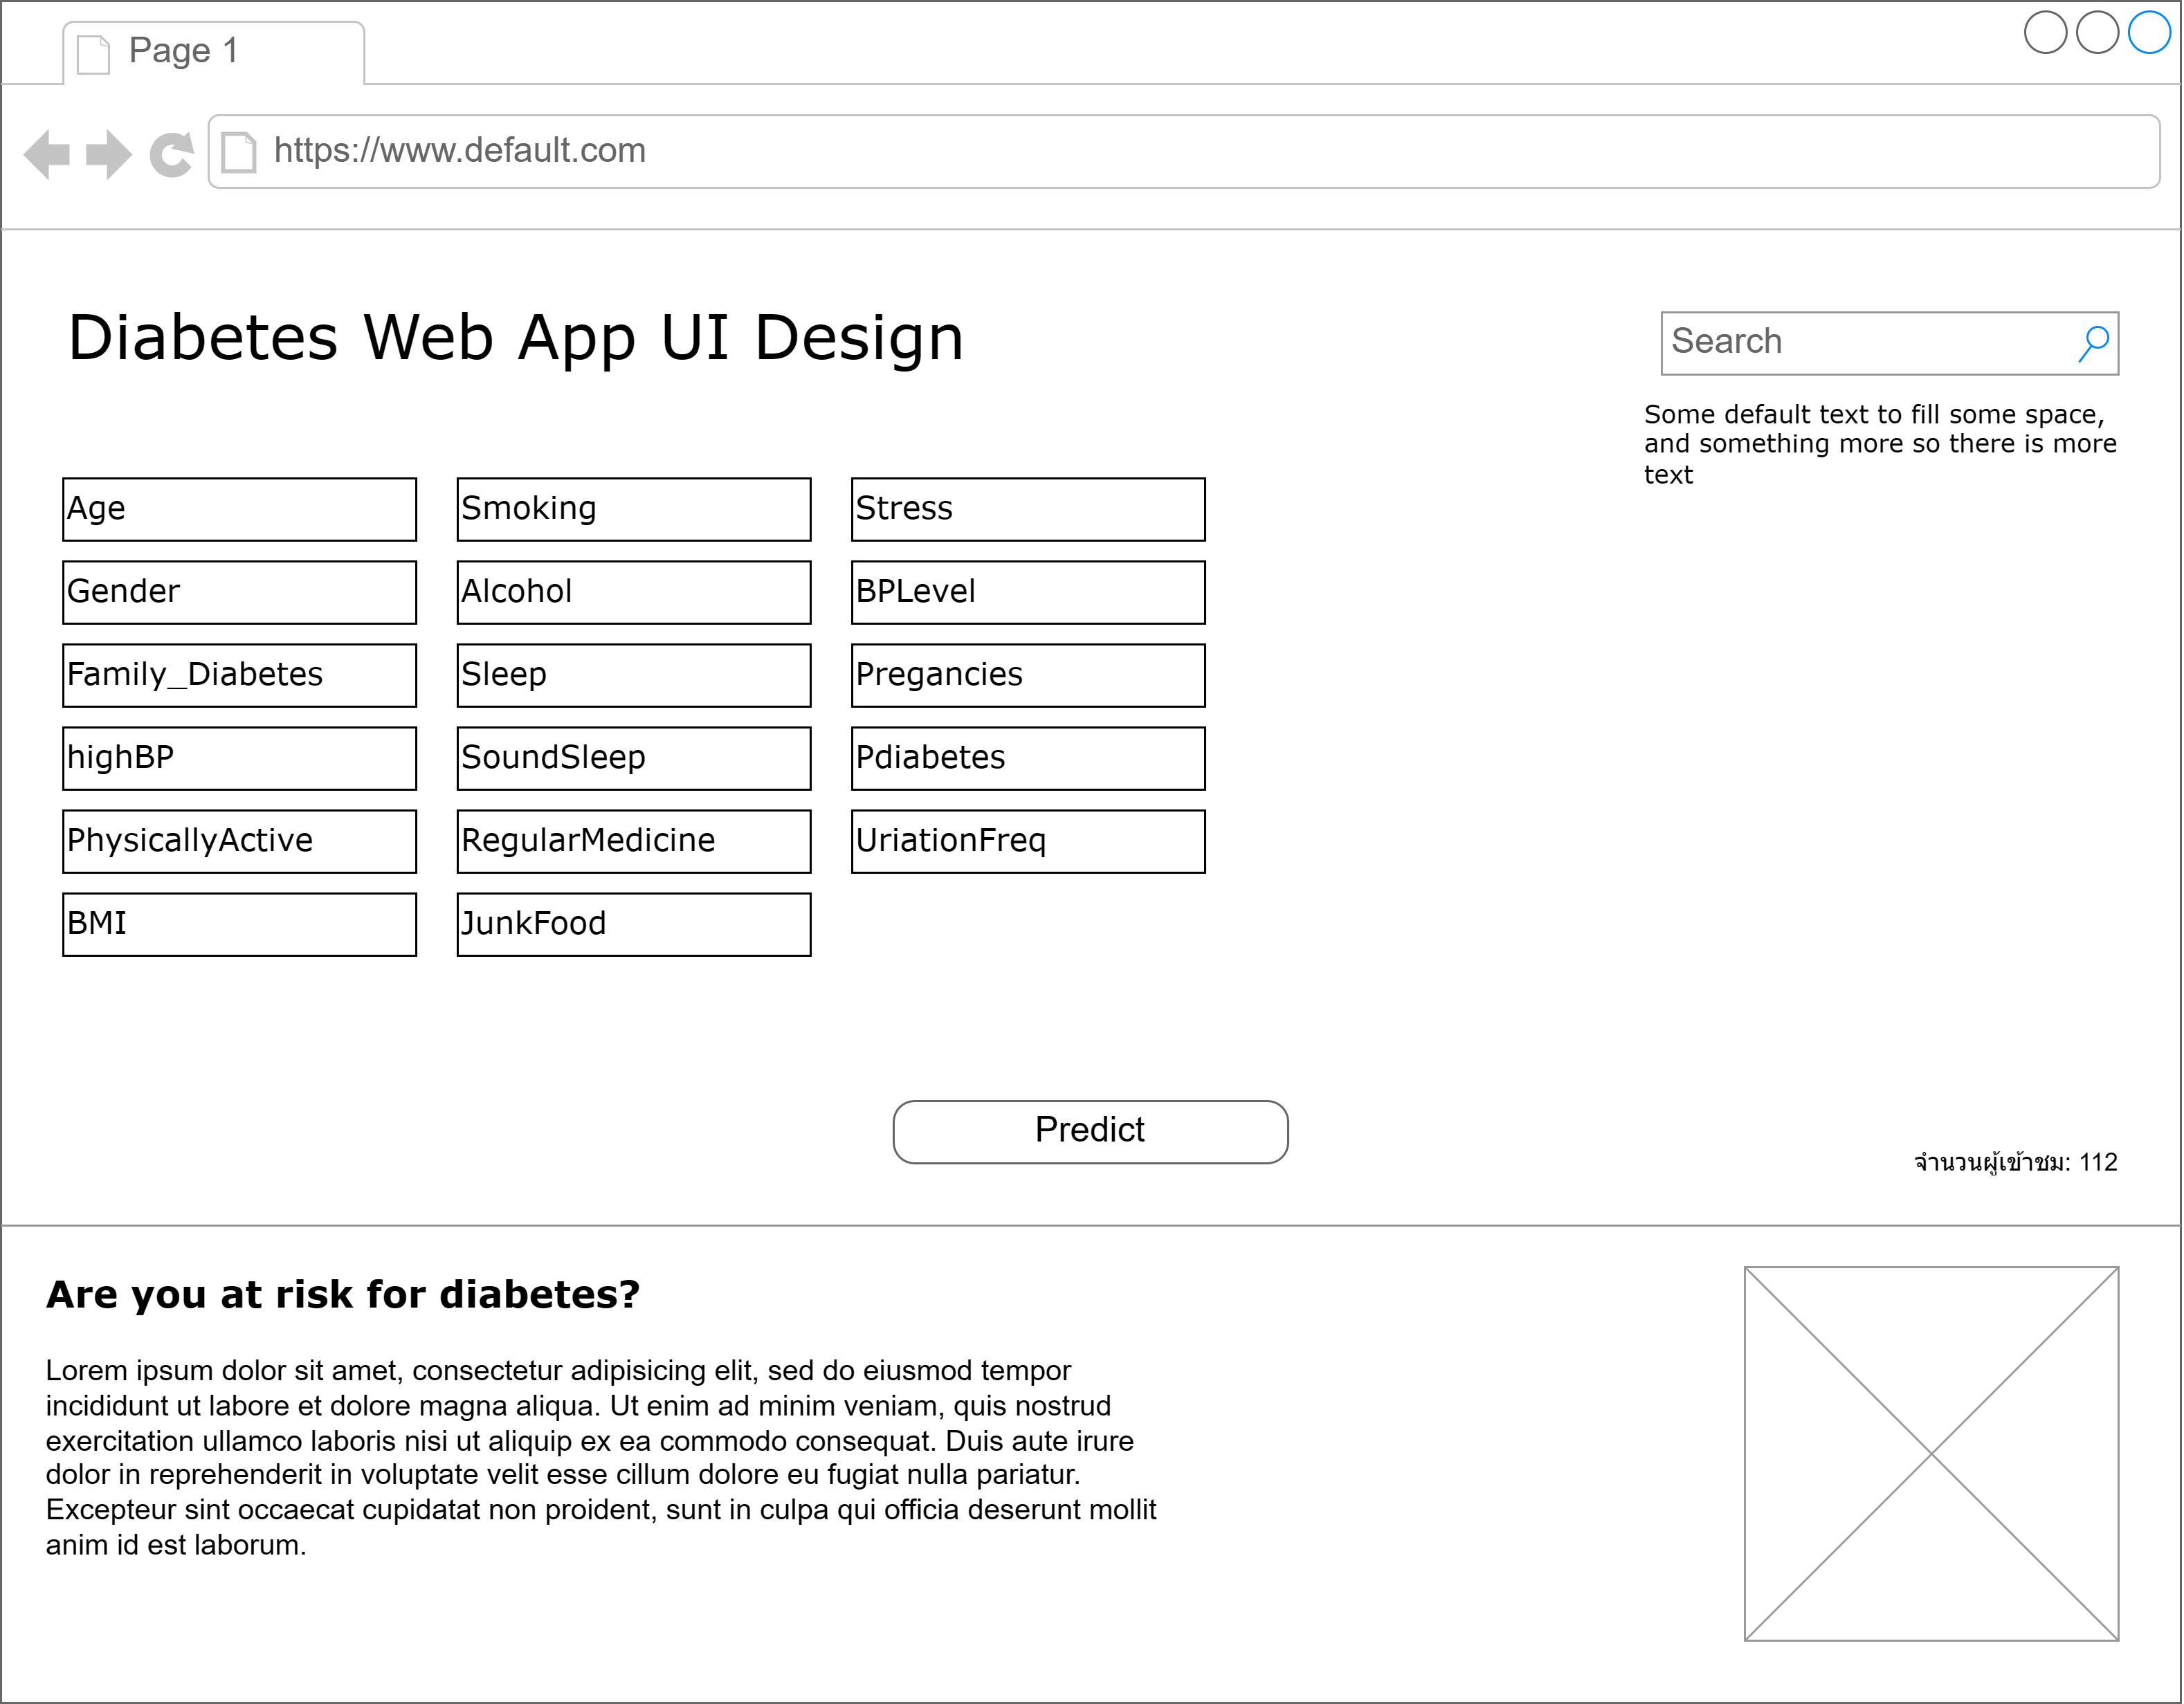 Page 1
https://www.default.com
Diabetes Web App UI Design
Search
Some default text to fill some space,
and something more so there is more
text
Age
Smoking
Stress
Gender
Alcohol
BPLevel
Family_Diabetes
Sleep
Pregancies
highBP
SoundSleep
Pdiabetes
PhysicallyActive
RegularMedicine
UriationFreq
BMI
JunkFood
Predict
จำนวนผู้เข้าชม: 112
Are you at risk for diabetes?
Lorem ipsum dolor sit amet, consectetur adipisicing elit, sed do eiusmod tempor
incididunt ut labore et dolore magna aliqua. Ut enim ad minim veniam, quis nostrud
exercitation ullamco laboris nisi ut aliquip ex ea commodo consequat. Duis aute irure
dolor in reprehenderit in voluptate velit esse cillum dolore eu fugiat nulla pariatur.
Excepteur sint occaecat cupidatat non proident, sunt in culpa qui officia deserunt mollit
anim id est laborum.